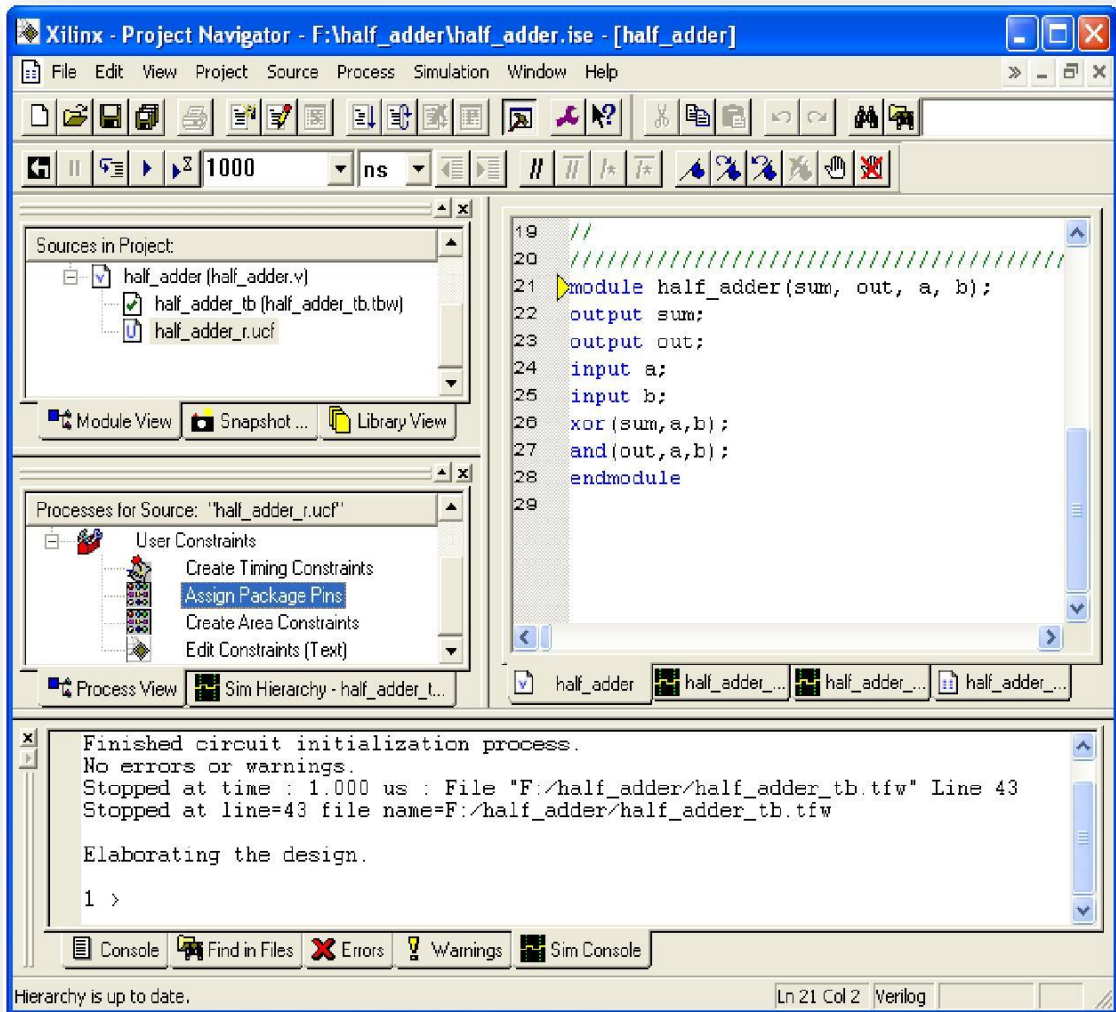 Xilinx - Project Navigator - F:\half_adder\half_adder.ise - [half_adder]
File Edit View Project Source Process Simulation Window Help
1000 ns
Sources in Project:
half_adder (half_adder.v)
half_adder_tb (half_adder_tb.tbw)
half_adder_r.ucf
Module View Snapshot ... Library View
Processes for Source: "half_adder_r.ucf"
User Constraints
Create Timing Constraints
Assign Package Pins
Create Area Constraints
Edit Constraints (Text)
Process View Sim Hierarchy - half_adder_t...
19 //
20 ///////////////////////////////////////
21 module half_adder(sum, out, a, b);
22 output sum;
23 output out;
24 input a;
25 input b;
26 xor(sum,a,b);
27 and(out,a,b);
28 endmodule
29
half_adder half_adder_... half_adder_... half_adder_...
Finished circuit initialization process.
No errors or warnings.
Stopped at time : 1.000 us : File "F:/half_adder/half_adder_tb.tfw" Line 43
Stopped at line=43 file name=F:/half_adder/half_adder_tb.tfw
Elaborating the design.
1 >
Console Find in Files Errors Warnings Sim Console
Hierarchy is up to date. Ln 21 Col 2 Verilog